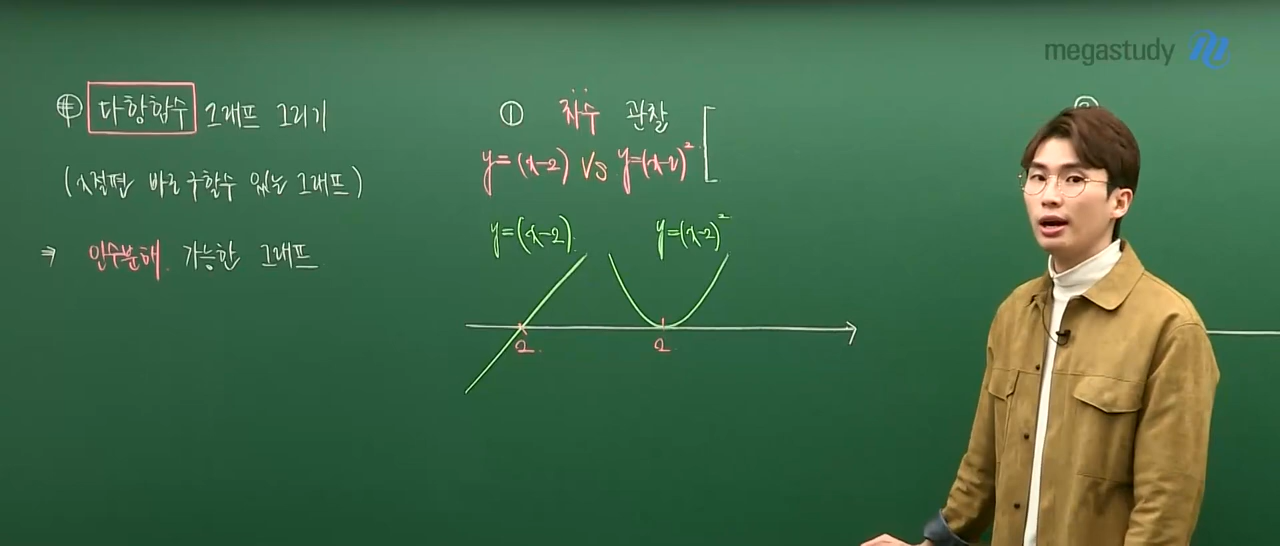 megastudy
# 다항함수 그래프 그리기
(x절편 바로 구할수 있는 그래프)
⇒ 인수분해 가능한 그래프
① 차수 관찰 [
y=(x-2) VS y=(x-2)²
y=(x-2)
y=(x-2)²
2
2